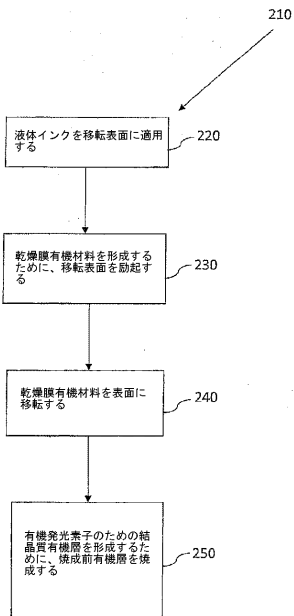 210
液体インクを移転表面に適用
する
220
乾燥膜有機材料を形成する
ために、移転表面を励起す
る
230
乾燥膜有機材料を表面に
移転する
240
有機発光素子のための結
晶質有機層を形成するた
めに、焼成前有機層を焼
成する
250